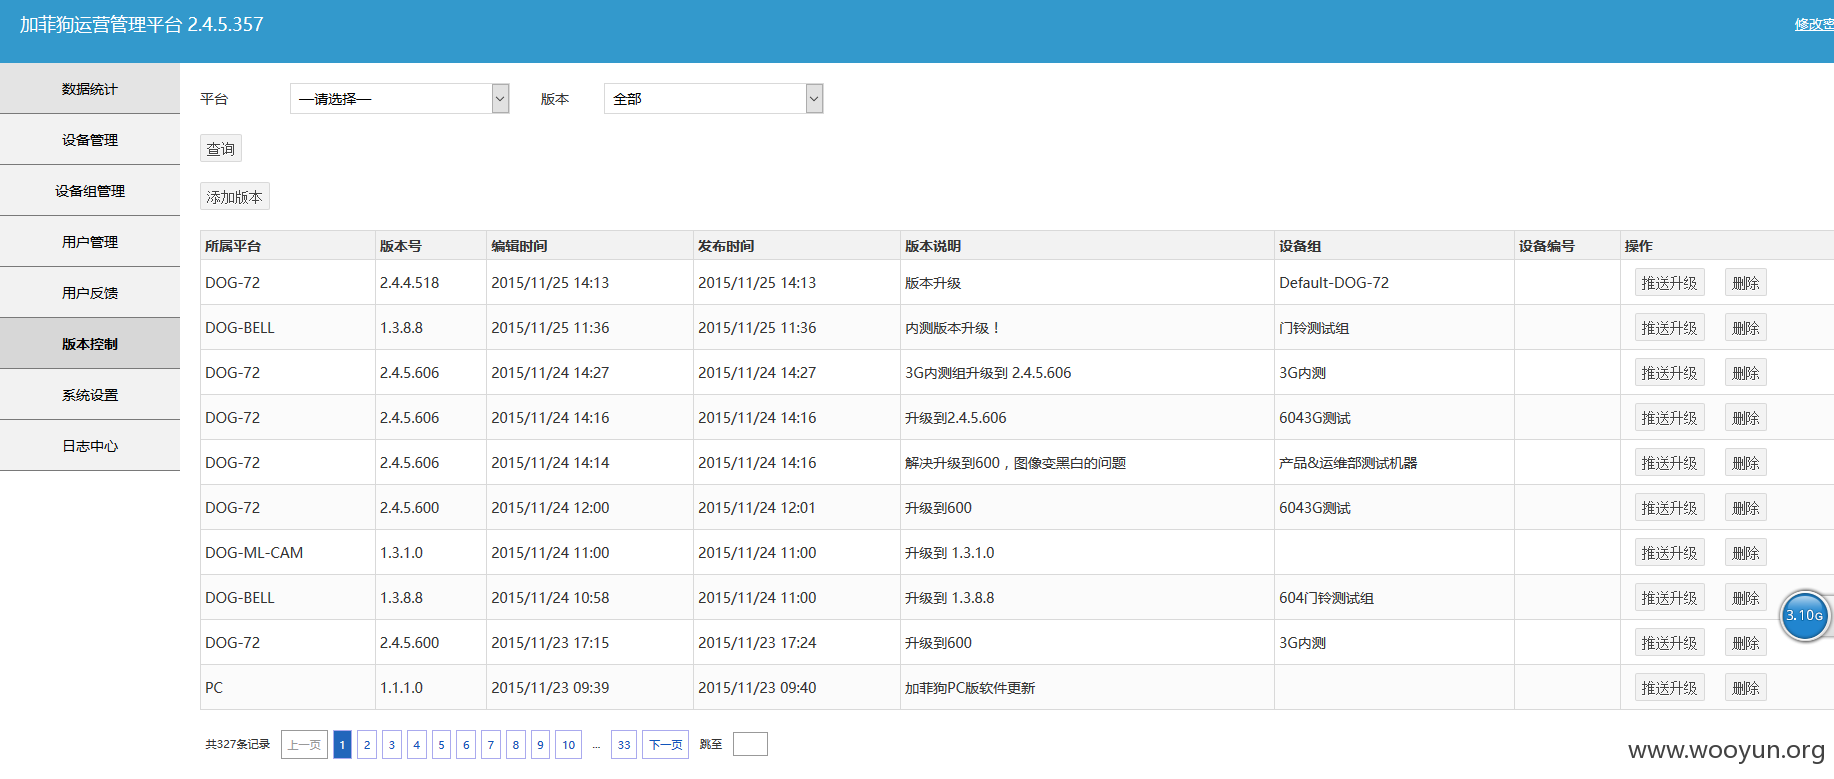 加菲狗运营管理平台 2.4.5.357
修改密
数据统计
设备管理
设备组管理
用户管理
用户反馈
版本控制
系统设置
日志中心
平台 —请选择— 版本 全部
查询
添加版本
所属平台 版本号 编辑时间 发布时间 版本说明 设备组 设备编号 操作
DOG-72 2.4.4.518 2015/11/25 14:13 2015/11/25 14:13 版本升级 Default-DOG-72 推送升级 删除
DOG-BELL 1.3.8.8 2015/11/25 11:36 2015/11/25 11:36 内测版本升级！ 门铃测试组 推送升级 删除
DOG-72 2.4.5.606 2015/11/24 14:27 2015/11/24 14:27 3G内测组升级到 2.4.5.606 3G内测 推送升级 删除
DOG-72 2.4.5.606 2015/11/24 14:16 2015/11/24 14:16 升级到2.4.5.606 6043G测试 推送升级 删除
DOG-72 2.4.5.606 2015/11/24 14:14 2015/11/24 14:16 解决升级到600，图像变黑白的问题 产品&运维部测试机器 推送升级 删除
DOG-72 2.4.5.600 2015/11/24 12:00 2015/11/24 12:01 升级到600 6043G测试 推送升级 删除
DOG-ML-CAM 1.3.1.0 2015/11/24 11:00 2015/11/24 11:00 升级到 1.3.1.0 推送升级 删除
DOG-BELL 1.3.8.8 2015/11/24 10:58 2015/11/24 11:00 升级到 1.3.8.8 604门铃测试组 推送升级 删除
DOG-72 2.4.5.600 2015/11/23 17:15 2015/11/23 17:24 升级到600 3G内测 推送升级 删除
PC 1.1.1.0 2015/11/23 09:39 2015/11/23 09:40 加菲狗PC版软件更新 推送升级 删除
3.10G
共327条记录 上一页 1 2 3 4 5 6 7 8 9 10 ... 33 下一页 跳至
www.wooyun.org